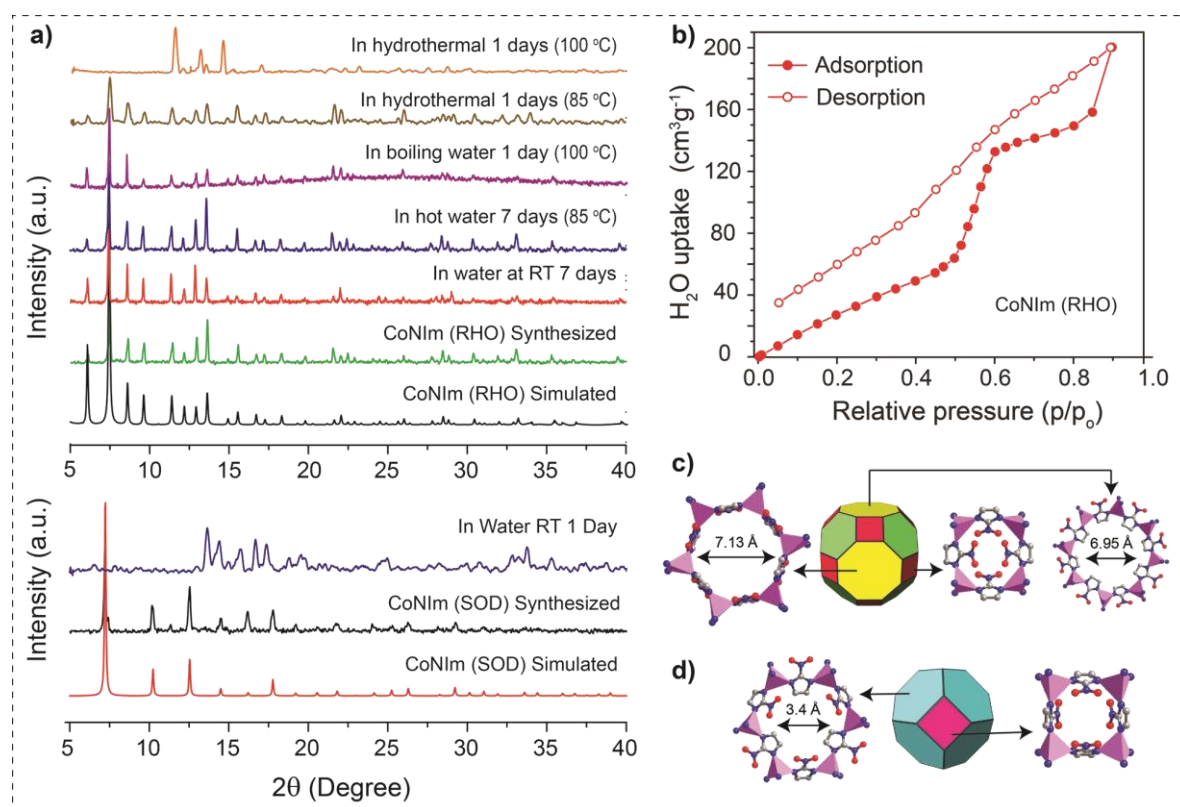 a)
Intensity (a.u.)
In hydrothermal 1 days (100 °C)
In hydrothermal 1 days (85 °C)
In boiling water 1 day (100 °C)
In hot water 7 days (85 °C)
In water at RT 7 days
CoNIm (RHO) Synthesized
CoNIm (RHO) Simulated
5 10 15 20 25 30 35 40
Intensity (a.u.)
In Water RT 1 Day
CoNIm (SOD) Synthesized
CoNIm (SOD) Simulated
5 10 15 20 25 30 35 40
2θ (Degree)
b)
H₂O uptake (cm³g⁻¹)
200
160
120
80
40
0
Adsorption
Desorption
CoNIm (RHO)
0.0 0.2 0.4 0.6 0.8 1.0
Relative pressure (p/pₒ)
c)
7.13 Å
6.95 Å
d)
3.4 Å